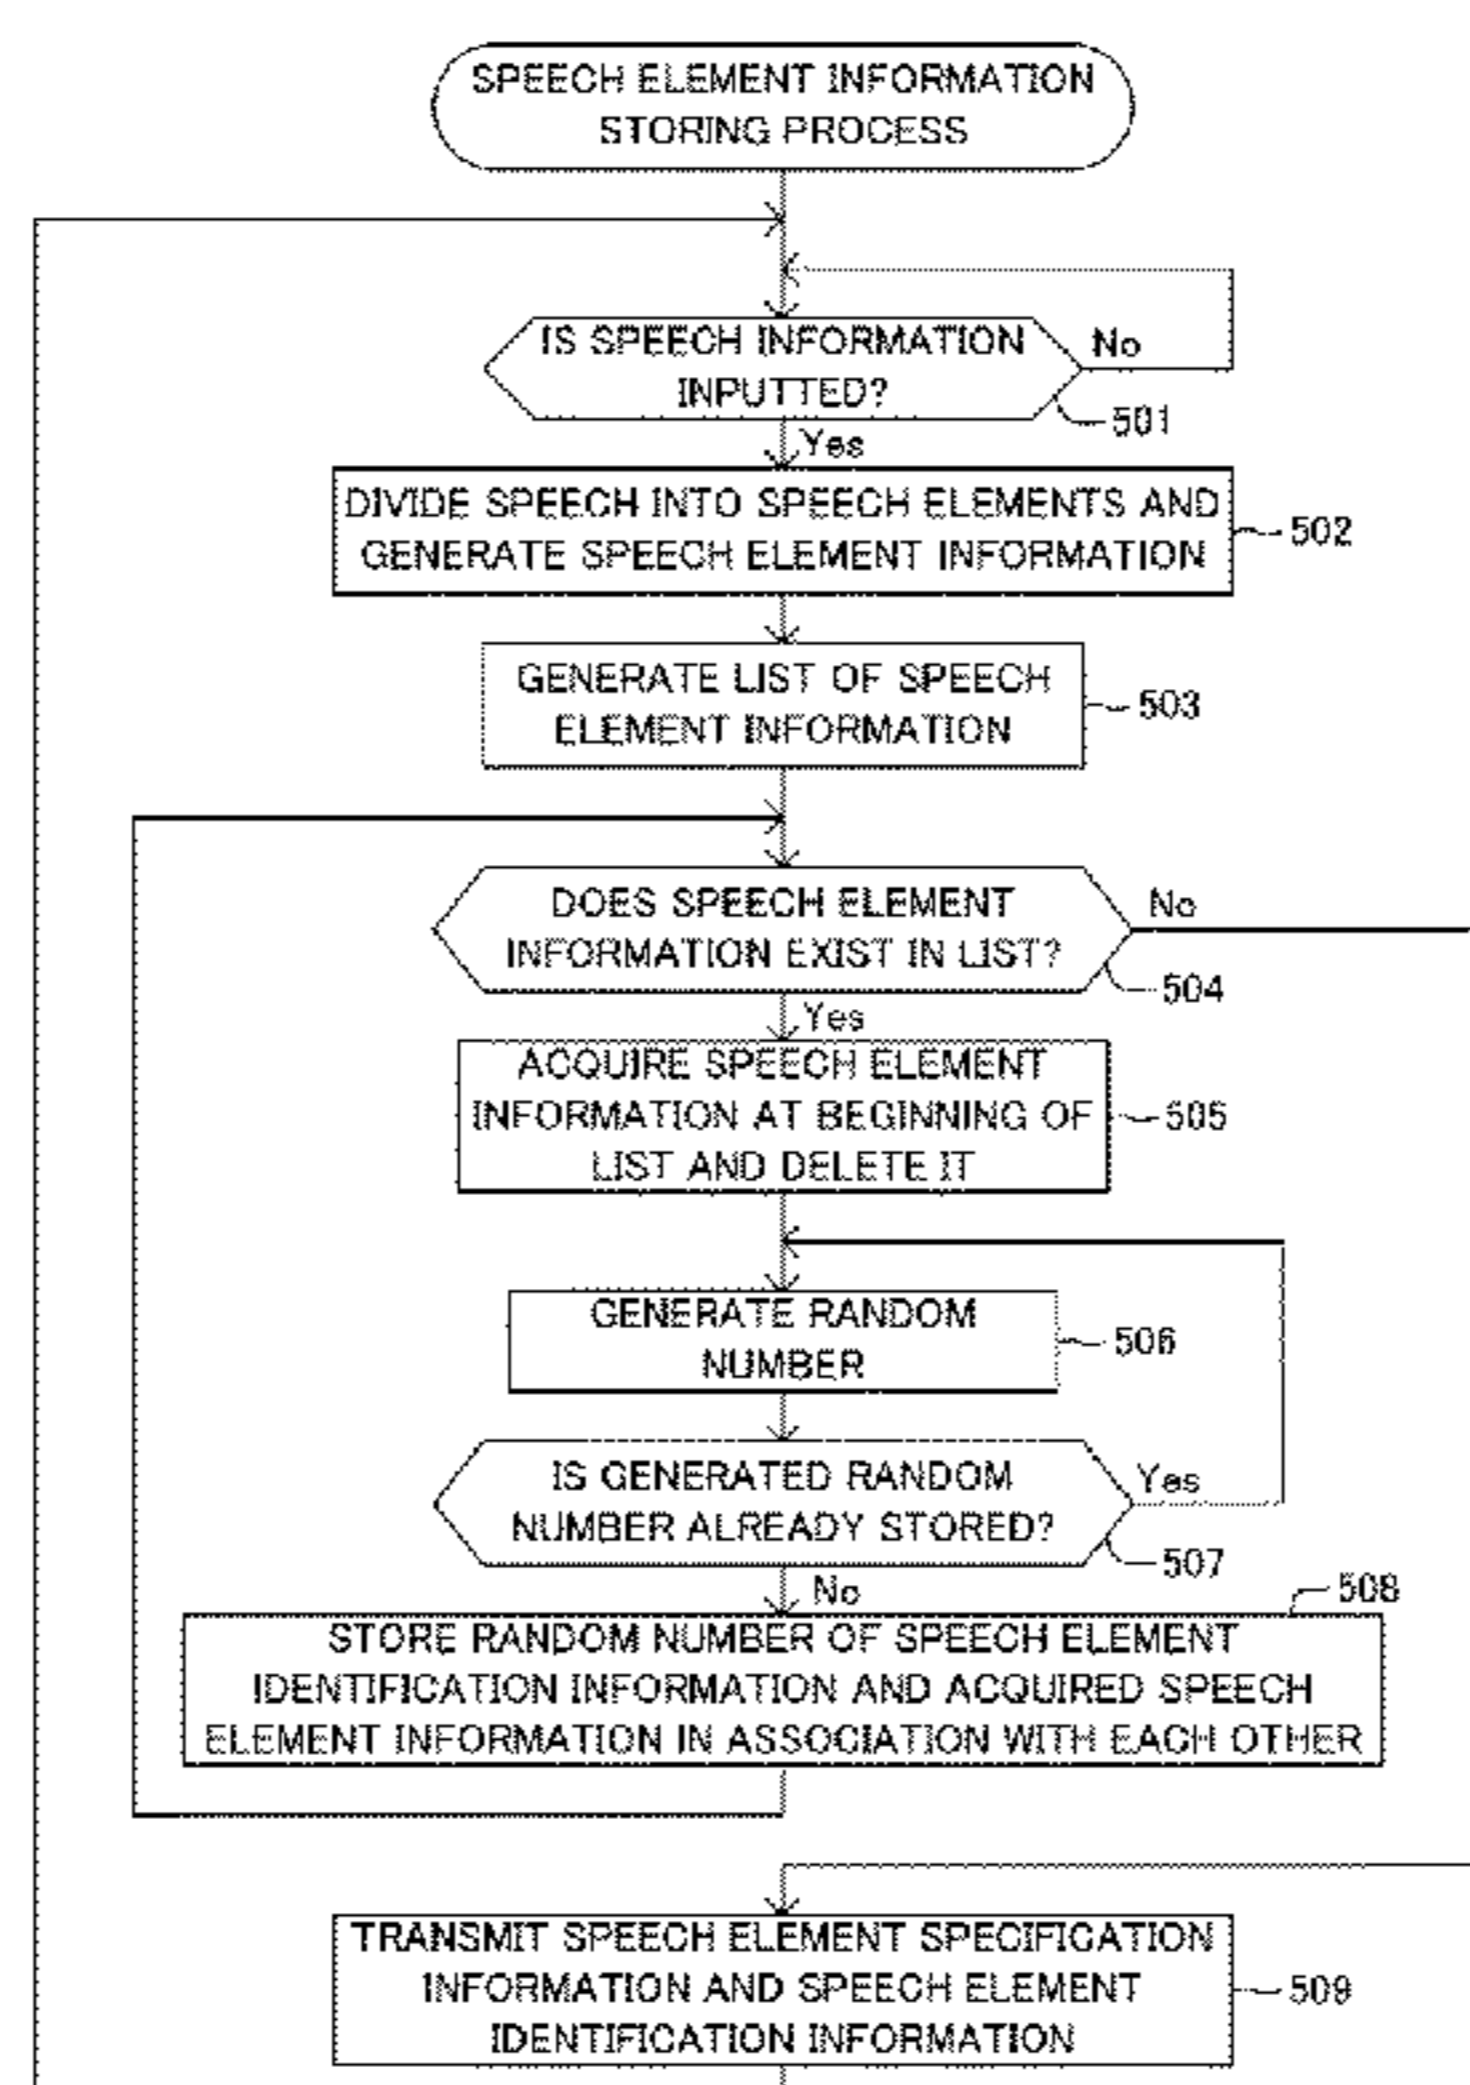 SPEECH ELEMENT INFORMATION
STORING PROCESS
IS SPEECH INFORMATION
INPUTTED?
No
501
Yes
DIVIDE SPEECH INTO SPEECH ELEMENTS AND
GENERATE SPEECH ELEMENT INFORMATION
502
GENERATE LIST OF SPEECH
ELEMENT INFORMATION
503
DOES SPEECH ELEMENT
INFORMATION EXIST IN LIST?
No
504
Yes
ACQUIRE SPEECH ELEMENT
INFORMATION AT BEGINNING OF
LIST AND DELETE IT
505
GENERATE RANDOM
NUMBER
506
IS GENERATED RANDOM
NUMBER ALREADY STORED?
Yes
507
No
508
STORE RANDOM NUMBER OF SPEECH ELEMENT
IDENTIFICATION INFORMATION AND ACQUIRED SPEECH
ELEMENT INFORMATION IN ASSOCIATION WITH EACH OTHER
TRANSMIT SPEECH ELEMENT SPECIFICATION
INFORMATION AND SPEECH ELEMENT
IDENTIFICATION INFORMATION
509